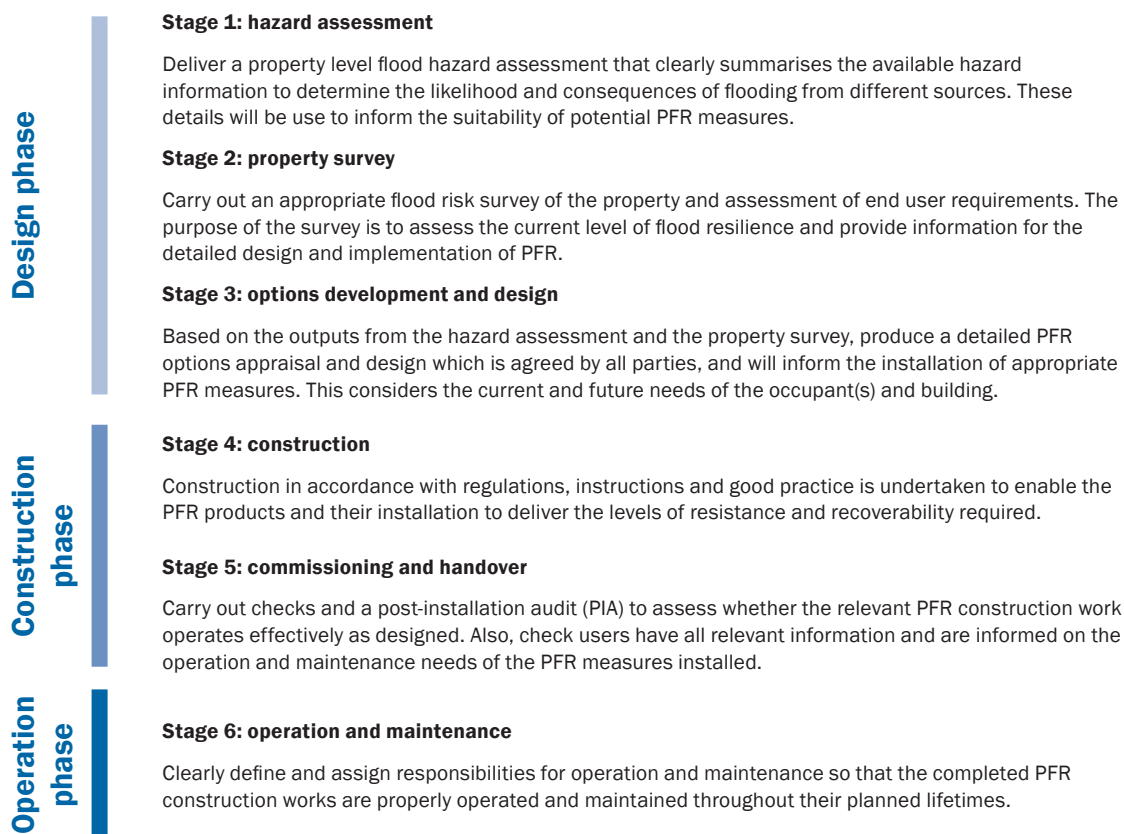 Design phase
Stage 1: hazard assessment
Deliver a property level flood hazard assessment that clearly summarises the available hazard
information to determine the likelihood and consequences of flooding from different sources. These
details will be use to inform the suitability of potential PFR measures.
Stage 2: property survey
Carry out an appropriate flood risk survey of the property and assessment of end user requirements. The
purpose of the survey is to assess the current level of flood resilience and provide information for the
detailed design and implementation of PFR.
Stage 3: options development and design
Based on the outputs from the hazard assessment and the property survey, produce a detailed PFR
options appraisal and design which is agreed by all parties, and will inform the installation of appropriate
PFR measures. This considers the current and future needs of the occupant(s) and building.
Construction
phase
Stage 4: construction
Construction in accordance with regulations, instructions and good practice is undertaken to enable the
PFR products and their installation to deliver the levels of resistance and recoverability required.
Stage 5: commissioning and handover
Carry out checks and a post-installation audit (PIA) to assess whether the relevant PFR construction work
operates effectively as designed. Also, check users have all relevant information and are informed on the
operation and maintenance needs of the PFR measures installed.
Operation
phase
Stage 6: operation and maintenance
Clearly define and assign responsibilities for operation and maintenance so that the completed PFR
construction works are properly operated and maintained throughout their planned lifetimes.